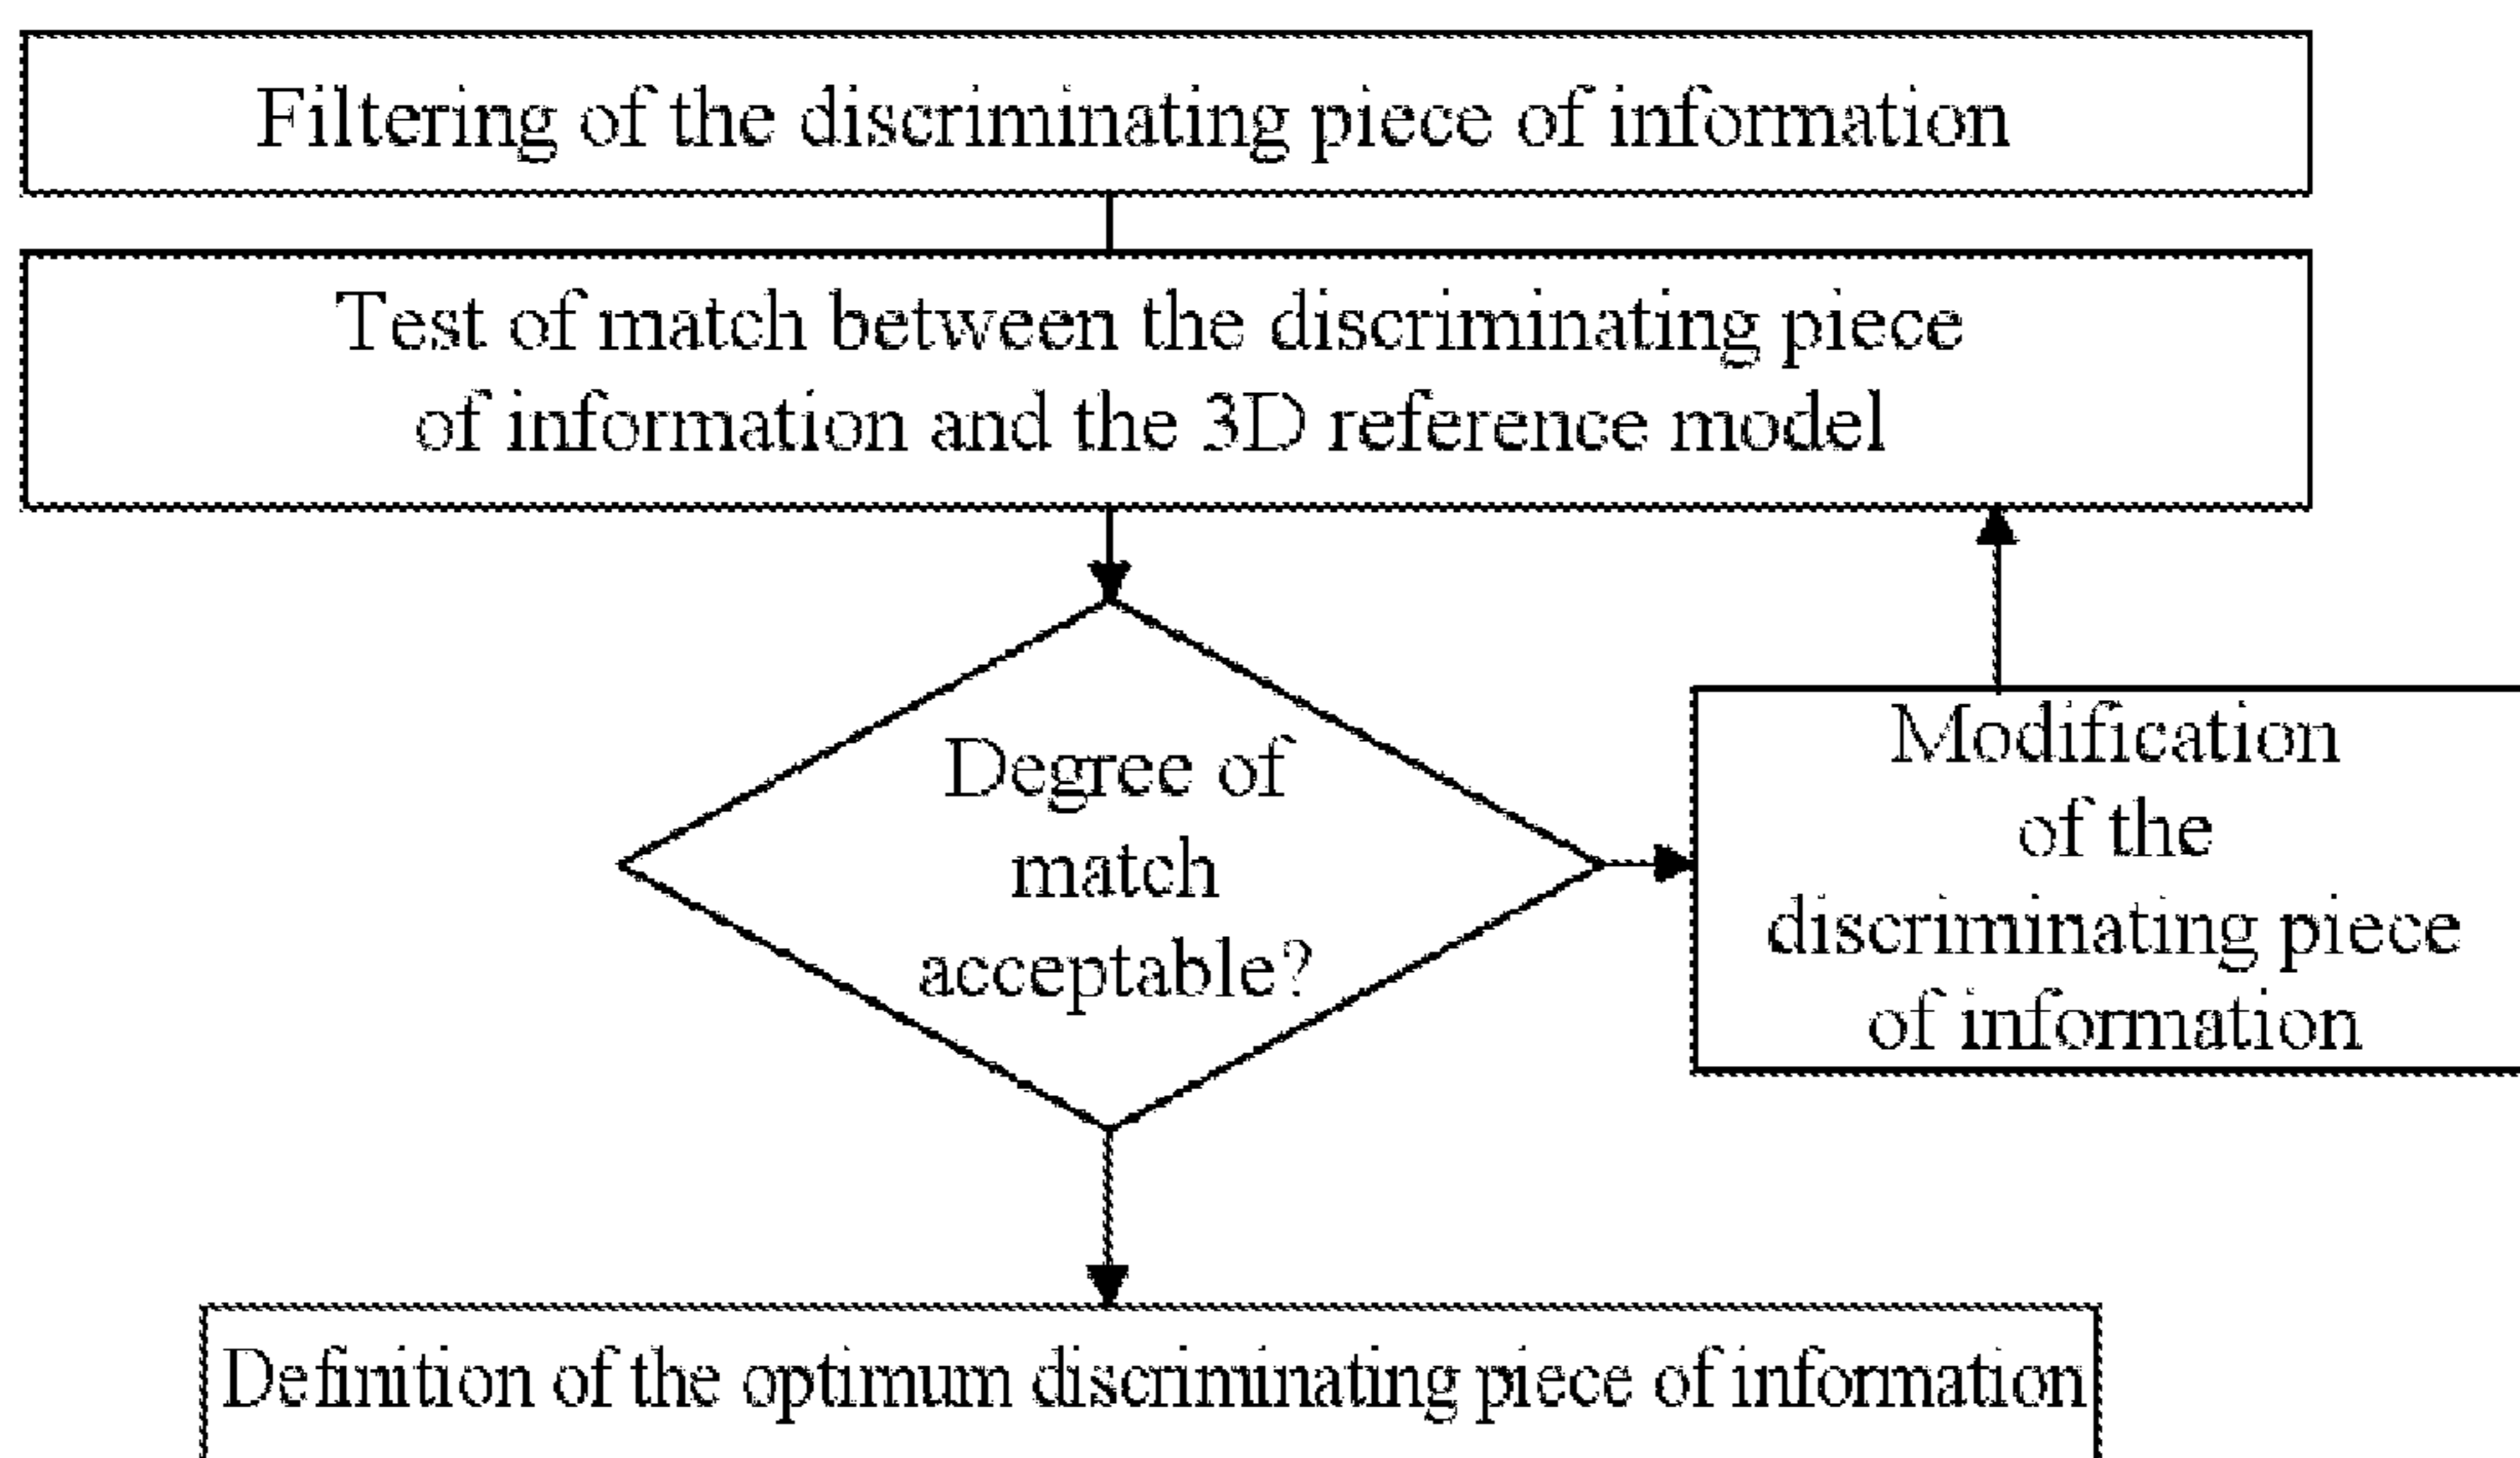 Filtering of the discriminating piece of information
Test of match between the discriminating piece
of information and the 3D reference model
Degree of
match
acceptable?
Modification
of the
discriminating piece
of information
Definition of the optimum discriminating piece of information